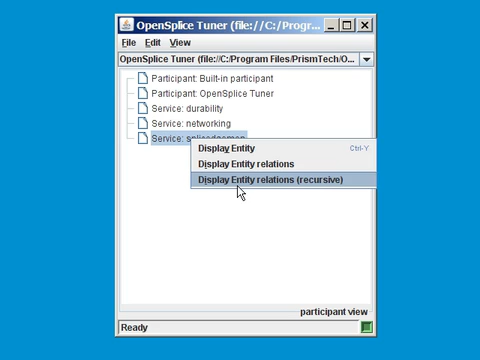 OpenSplice Tuner (file://C:/Progr...
File Edit View
OpenSplice Tuner (file://C:/Program Files/PrismTech/O...
Participant: Built-in participant
Participant: OpenSplice Tuner
Service: durability
Service: networking
Service: splicedaemon
Display Entity Ctrl-Y
Display Entity relations
Display Entity relations (recursive)
participant view
Ready